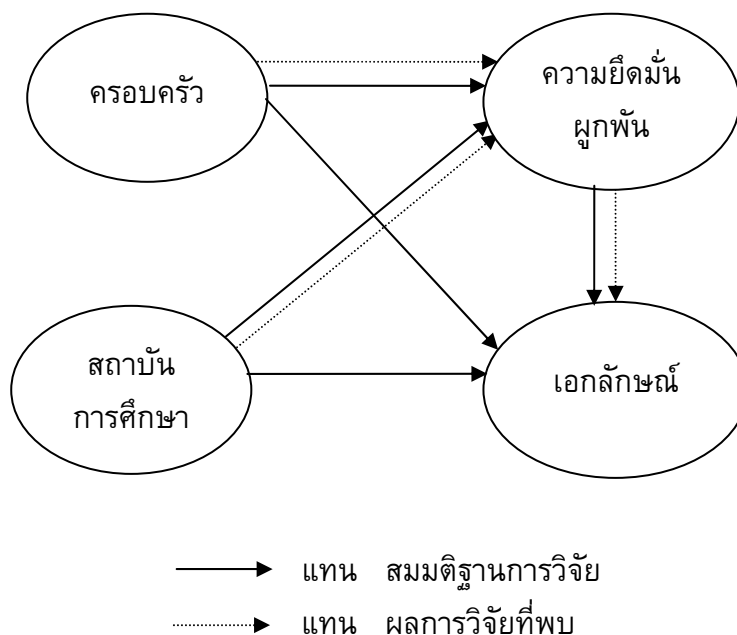 ครอบครัว
ความยึดมั่น
ผูกพัน
สถาบัน
การศึกษา
เอกลักษณ์
แทน สมมติฐานการวิจัย
แทน ผลการวิจัยที่พบ